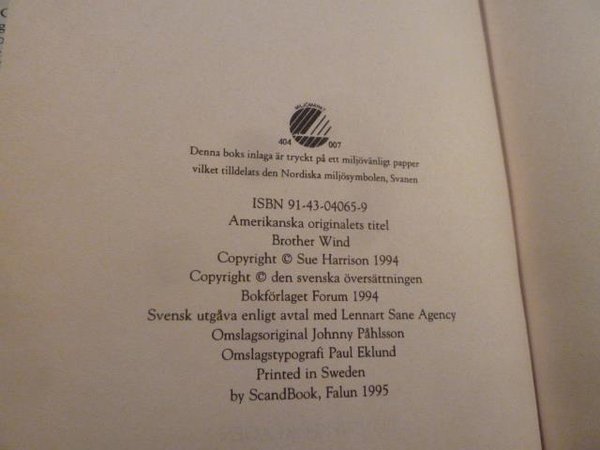 MILJÖMÄRKT
404 007
Denna boks inlaga är tryckt på ett miljövänligt papper
vilket tilldelats den Nordiska miljösymbolen, Svanen
ISBN 91-43-04065-9
Amerikanska originalets titel
Brother Wind
Copyright © Sue Harrison 1994
Copyright © den svenska översättningen
Bokförlaget Forum 1994
Svensk utgåva enligt avtal med Lennart Sane Agency
Omslagsoriginal Johnny Påhlsson
Omslagstypografi Paul Eklund
Printed in Sweden
by ScandBook, Falun 1995